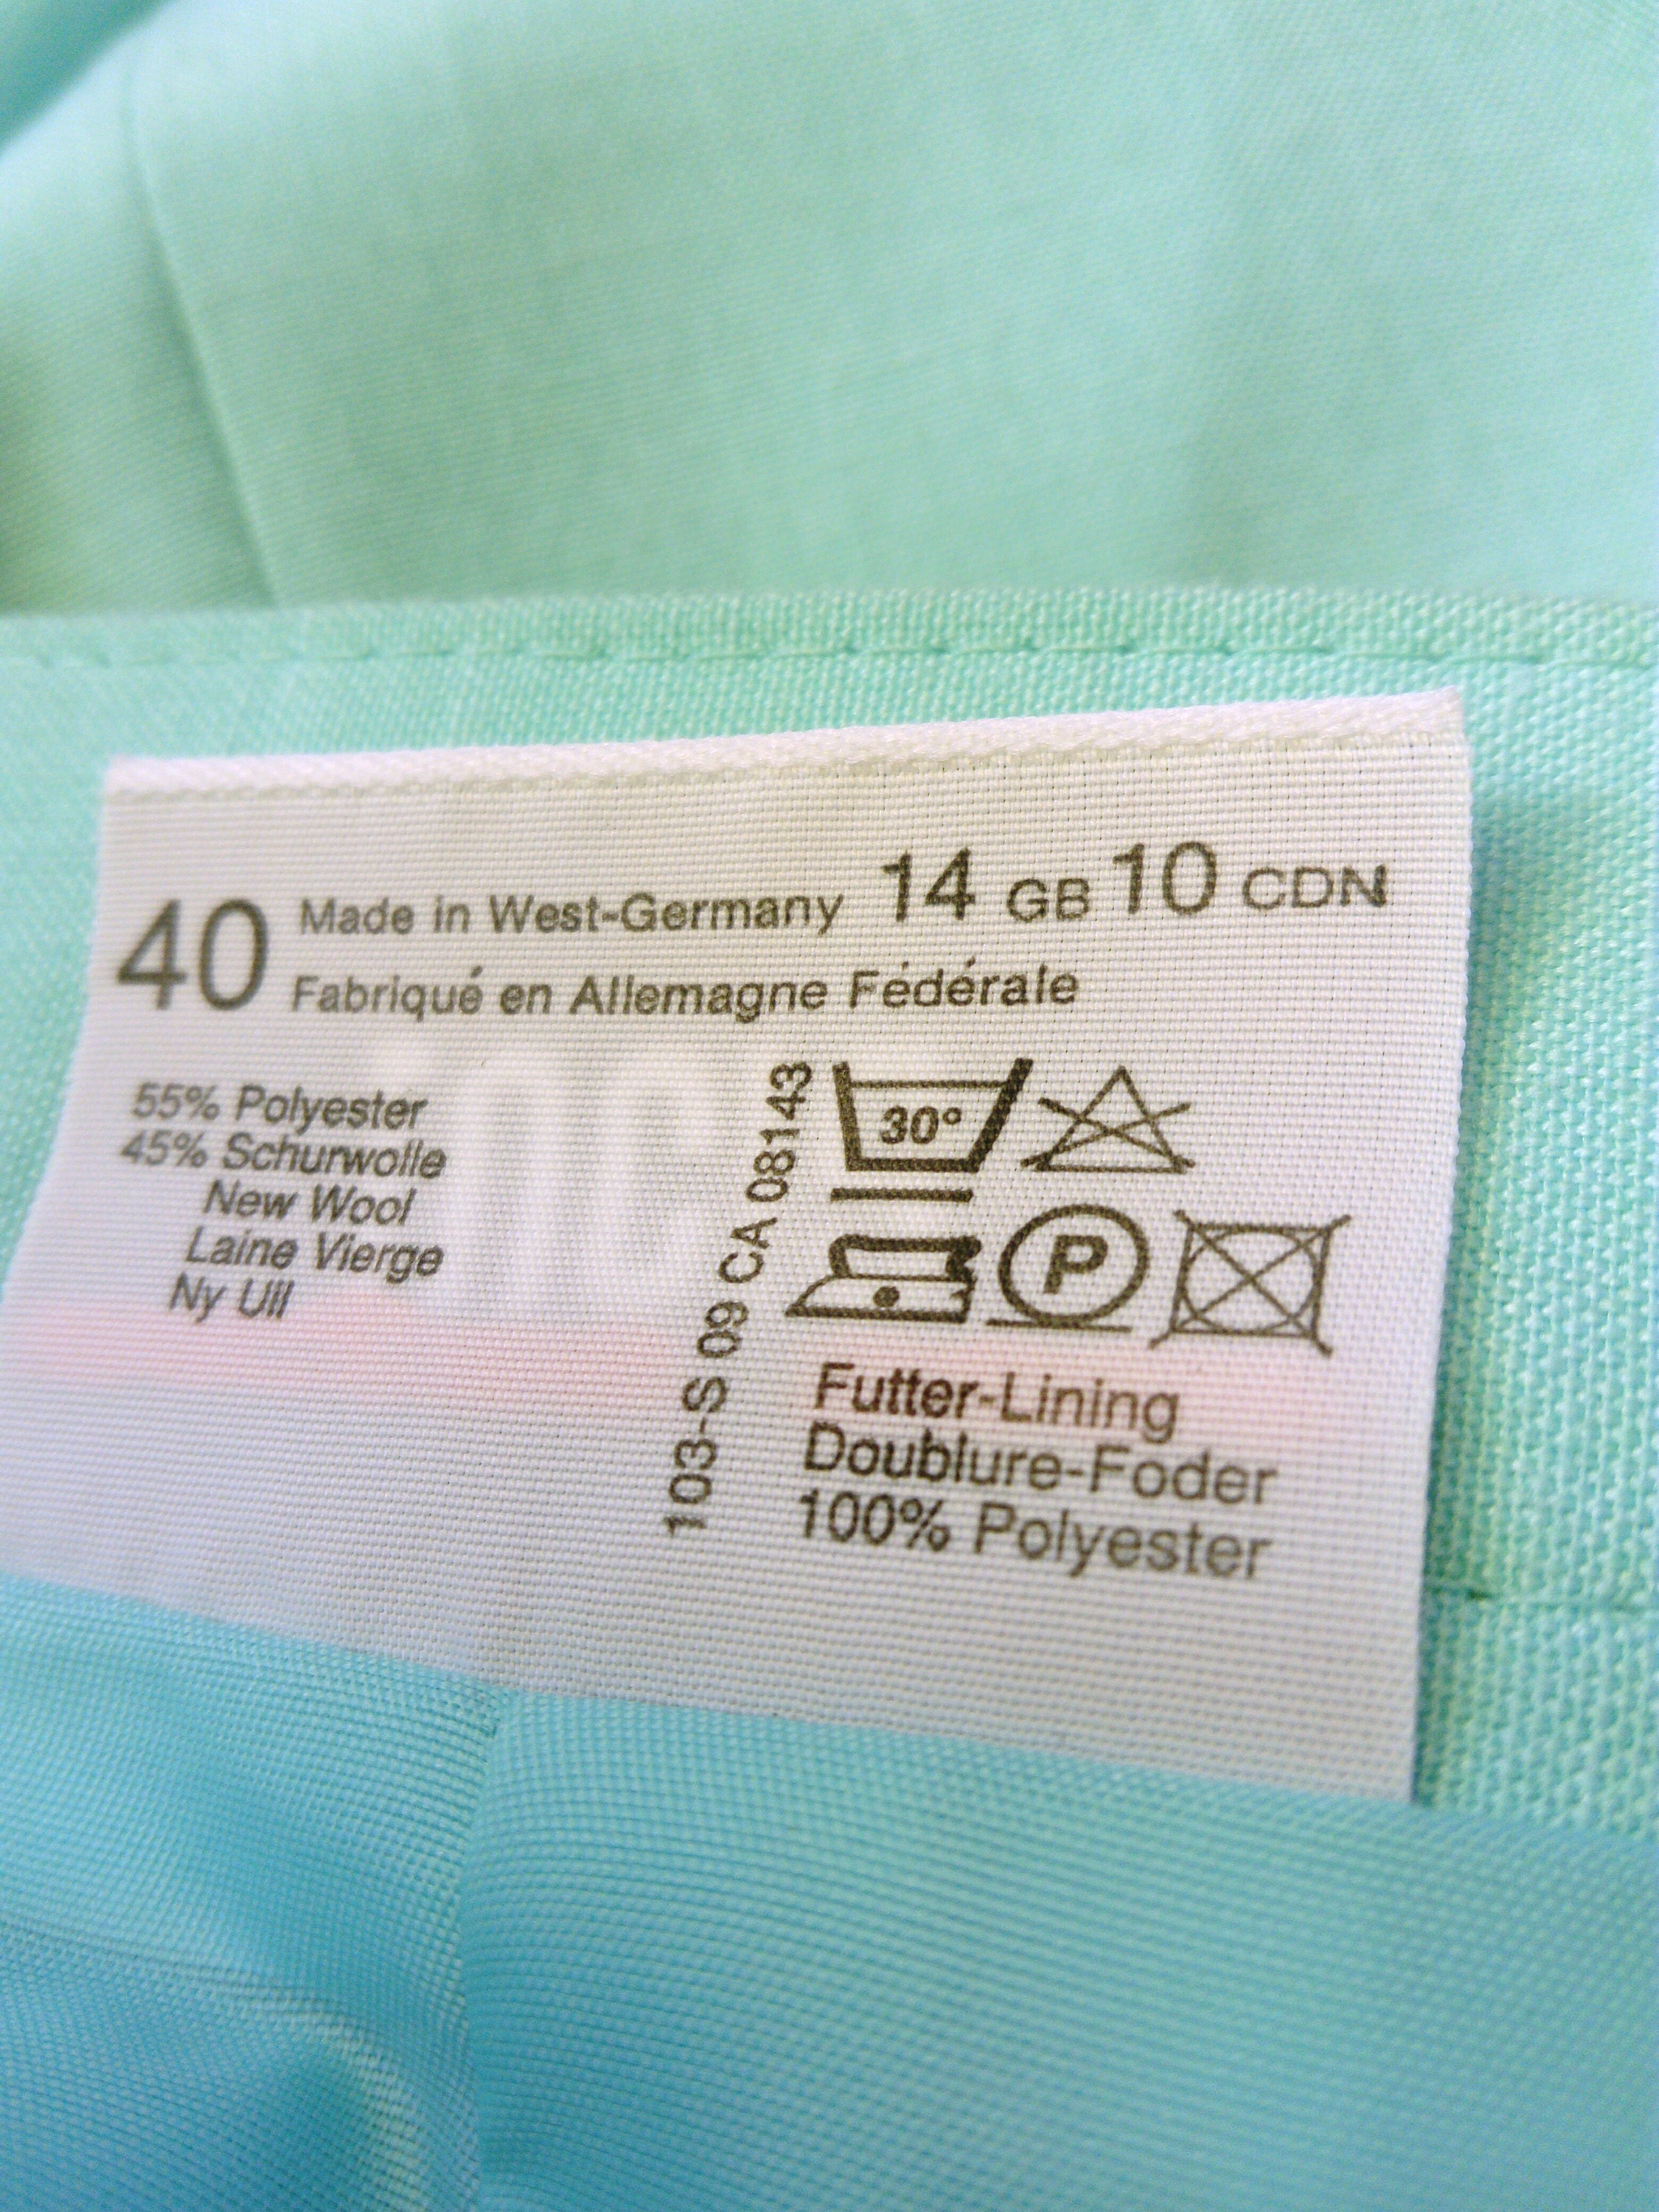 40 Made in West-Germany 14 GB 10 CDN
Fabriqué en Allemagne Fédérale
55% Polyester
45% Schurwolle
New Wool
Laine Vierge
Ny Ull
103-S 09 CA 08143
30°
P
Futter-Lining
Doublure-Foder
100% Polyester